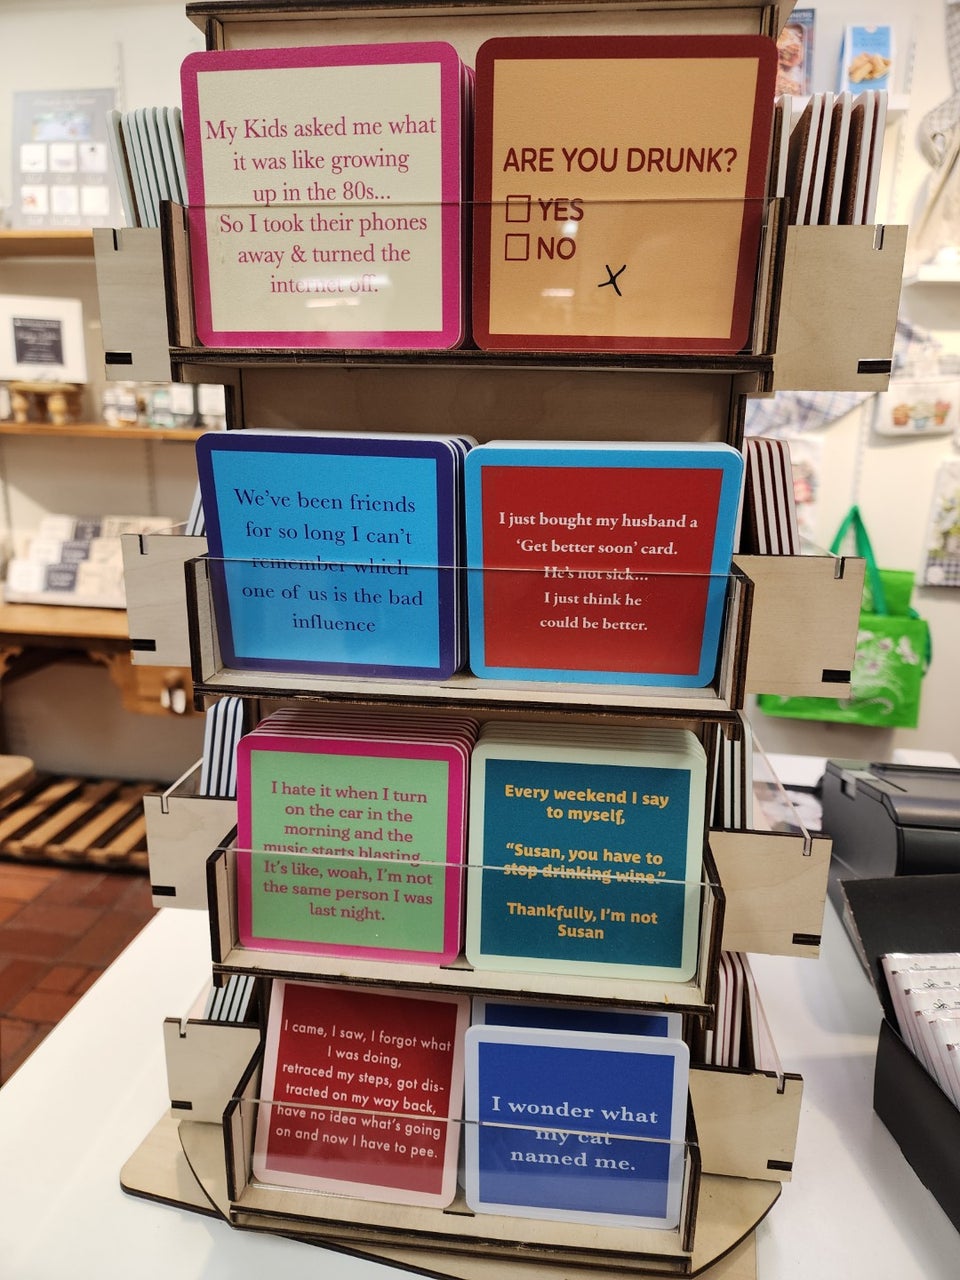 My Kids asked me what
it was like growing
up in the 80s...
So I took their phones
away & turned the
internet off.
ARE YOU DRUNK?
YES
NO
X
We've been friends
for so long I can't
remember which
one of us is the bad
influence
I just bought my husband a
'Get better soon' card.
He's not sick...
I just think he
could be better.
I hate it when I turn
on the car in the
morning and the
music starts blasting...
It's like, woah, I'm not
the same person I was
last night.
Every weekend I say
to myself,
"Susan, you have to
stop drinking wine."
Thankfully, I'm not
Susan
I came, I saw, I forgot what
I was doing,
retraced my steps, got dis-
tracted on my way back,
have no idea what's going
on and now I have to pee.
I wonder what
my cat
named me.